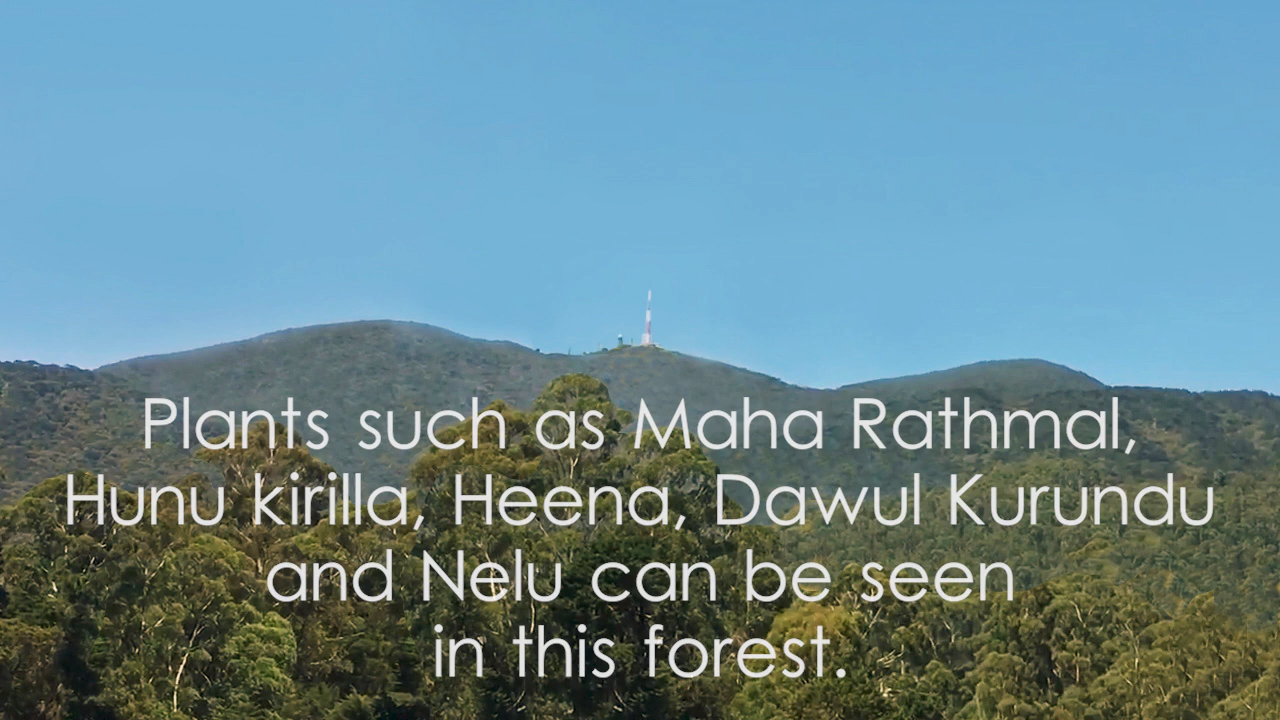 Plants such as Maha Rathmal,
Hunu kirilla, Heena, Dawul Kurundu
and Nelu can be seen
in this forest.